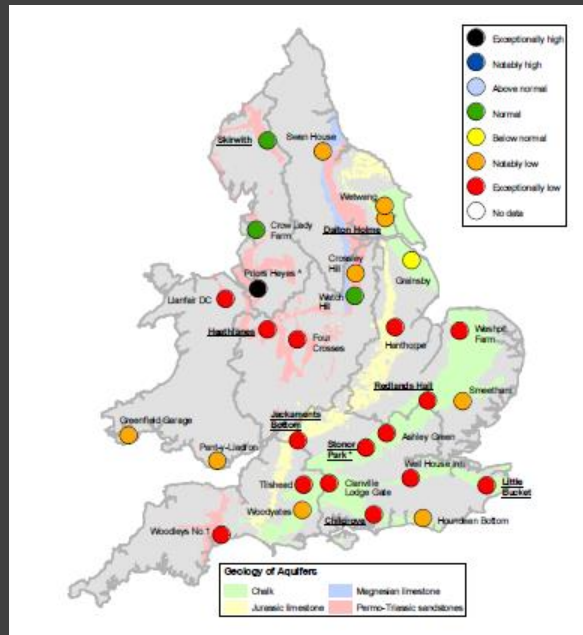 Exceptionally high
Notably high
Above normal
Normal
Below normal
Notably low
Exceptionally low
No data
Skirwith
Swan House
Wetwang
Dalton Holme
Crow Lady
Farm
Crossley
Hill
Grainsby
Priors Heyes *
Llanfair DC
Watch
Hill
Heathlanes
Four
Crosses
Hanthorpe
Washpit
Farm
Redlands Hall
Smeetham
Greenfield Garage
Jackaments
Bottom
Pant-y-Lladron
Stonor
Park *
Ashley Green
Well House Inn
Tilshead
Clanville
Lodge Gate
Little
Bucket
Woodyates
Chilgrove
Houndean Bottom
Woodleys No.1
Geology of Aquifers
Chalk
Magnesian limestone
Jurassic limestone
Permo-Triassic sandstones